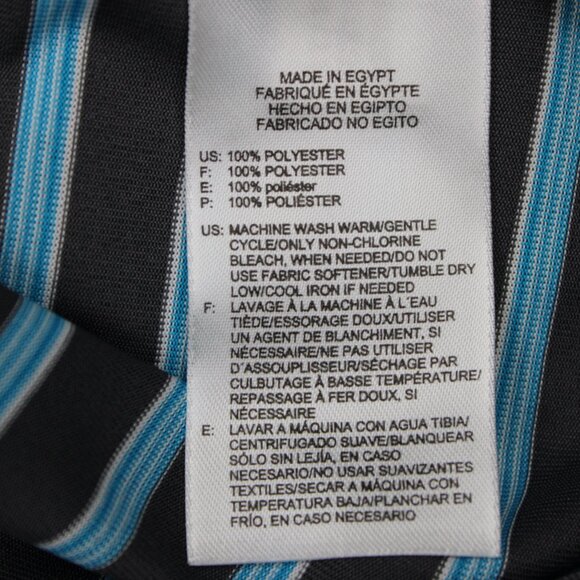 MADE IN EGYPT
FABRIQUÉ EN ÉGYPTE
HECHO EN EGIPTO
FABRICADO NO EGITO
US: 100% POLYESTER
F: 100% POLYESTER
E: 100% poliéster
P: 100% POLIÉSTER
US: MACHINE WASH WARM/GENTLE
CYCLE/ONLY NON-CHLORINE
BLEACH, WHEN NEEDED/DO NOT
USE FABRIC SOFTENER/TUMBLE DRY
LOW/COOL IRON IF NEEDED
F: LAVAGE À LA MACHINE À L´EAU
TIÈDE/ESSORAGE DOUX/UTILISER
UN AGENT DE BLANCHIMENT, SI
NÉCESSAIRE/NE PAS UTILISER
D´ASSOUPLISSEUR/SÉCHAGE PAR
CULBUTAGE À BASSE TEMPÉRATURE/
REPASSAGE À FER DOUX, SI
NÉCESSAIRE
E: LAVAR A MÁQUINA CON AGUA TIBIA/
CENTRIFUGADO SUAVE/BLANQUEAR
SÓLO SIN LEJÍA, EN CASO
NECESARIO/NO USAR SUAVIZANTES
TEXTILES/SECAR A MÁQUINA CON
TEMPERATURA BAJA/PLANCHAR EN
FRÍO, EN CASO NECESARIO